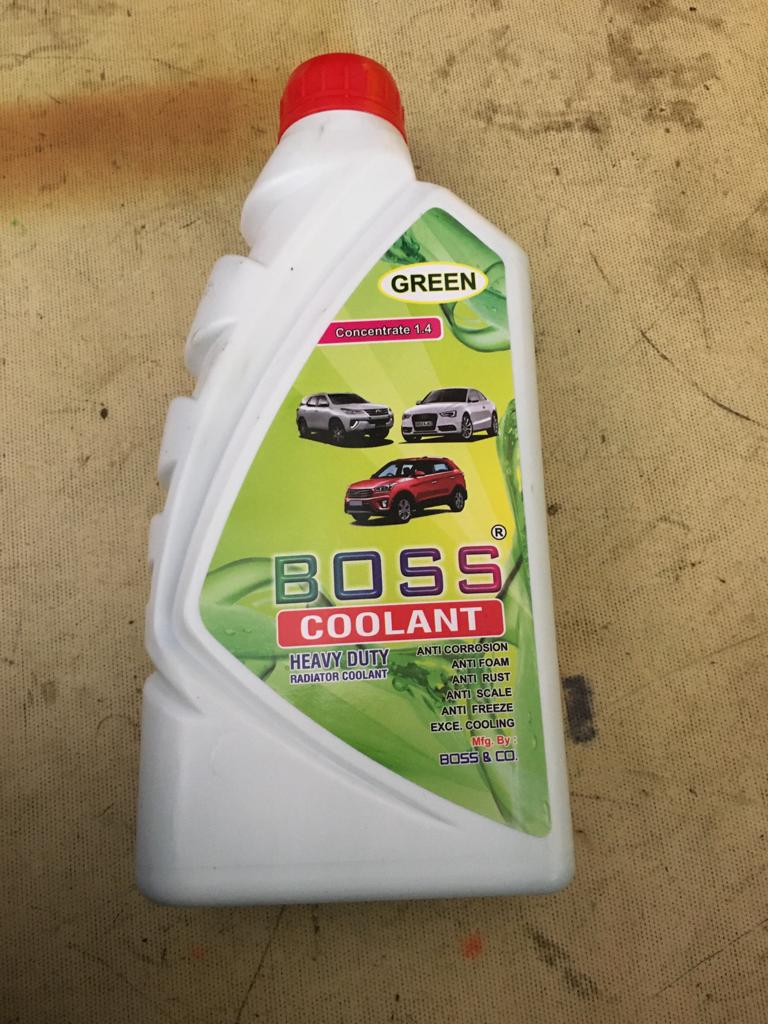 GREEN
Concentrate 1.4
®
BOSS
COOLANT
HEAVY DUTY
RADIATOR COOLANT
ANTI CORROSION
ANTI FOAM
ANTI RUST
ANTI SCALE
ANTI FREEZE
EXCE. COOLING
Mfg. By :
BOSS & CO.